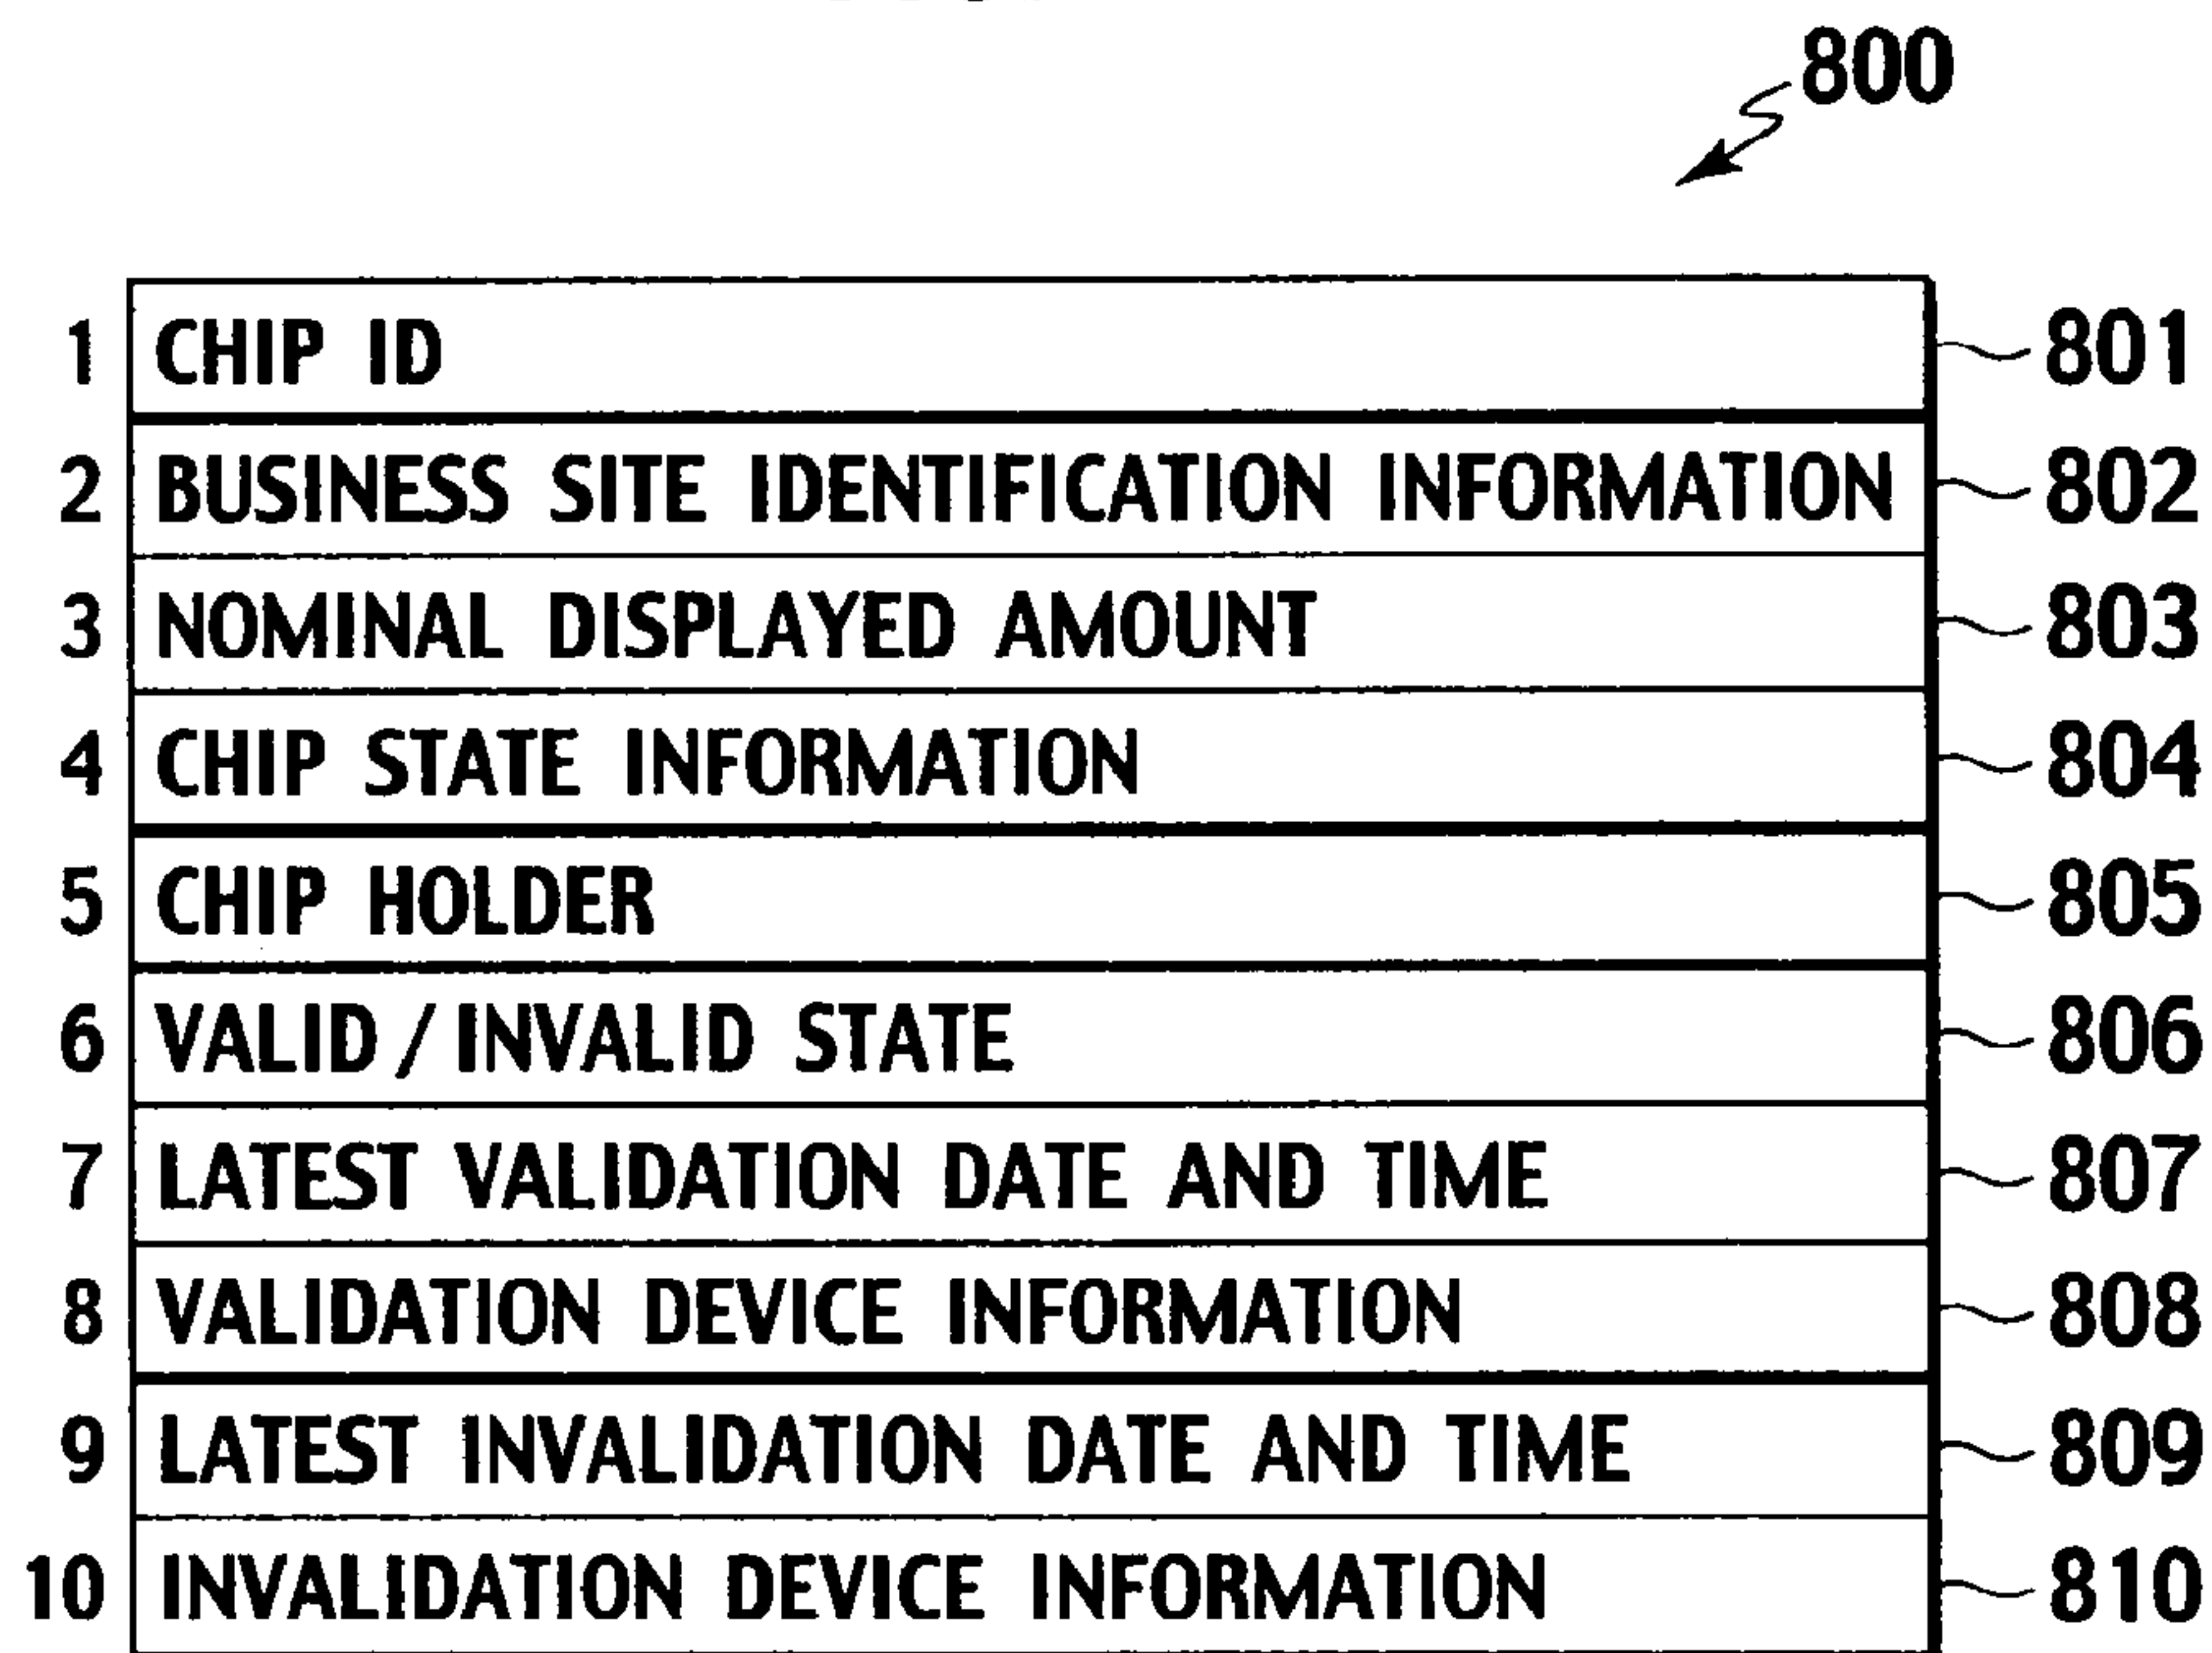 800
1 CHIP ID 801
2 BUSINESS SITE IDENTIFICATION INFORMATION 802
3 NOMINAL DISPLAYED AMOUNT 803
4 CHIP STATE INFORMATION 804
5 CHIP HOLDER 805
6 VALID / INVALID STATE 806
7 LATEST VALIDATION DATE AND TIME 807
8 VALIDATION DEVICE INFORMATION 808
9 LATEST INVALIDATION DATE AND TIME 809
10 INVALIDATION DEVICE INFORMATION 810